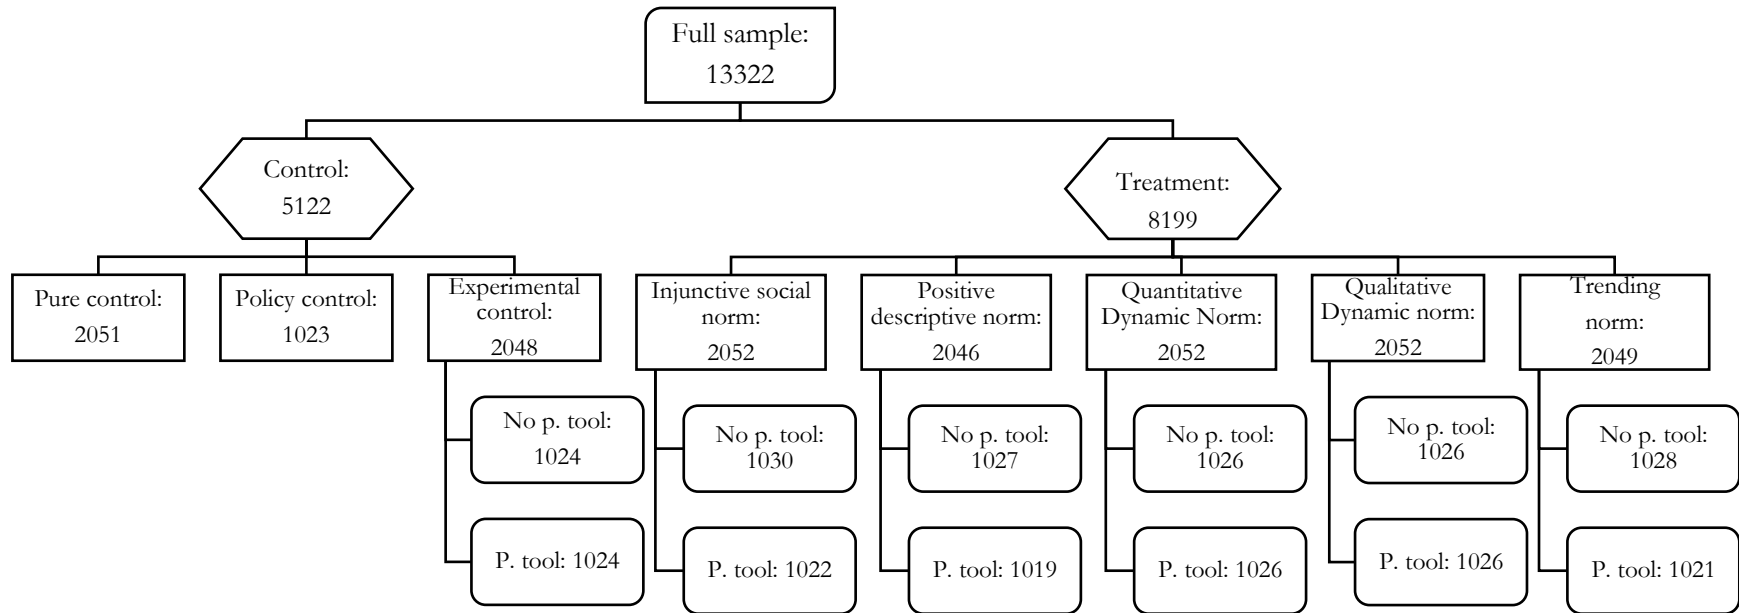 Full sample:
13322
Control:
5122
Treatment:
8199
Pure control:
2051
Policy control:
1023
Experimental
control:
2048
Injunctive social
norm:
2052
Positive
descriptive norm:
2046
Quantitative
Dynamic Norm:
2052
Qualitative
Dynamic norm:
2052
Trending
norm:
2049
No p. tool:
1024
No p. tool:
1030
No p. tool:
1027
No p. tool:
1026
No p. tool:
1026
No p. tool:
1028
P. tool: 1024
P. tool: 1022
P. tool: 1019
P. tool: 1026
P. tool: 1026
P. tool: 1021